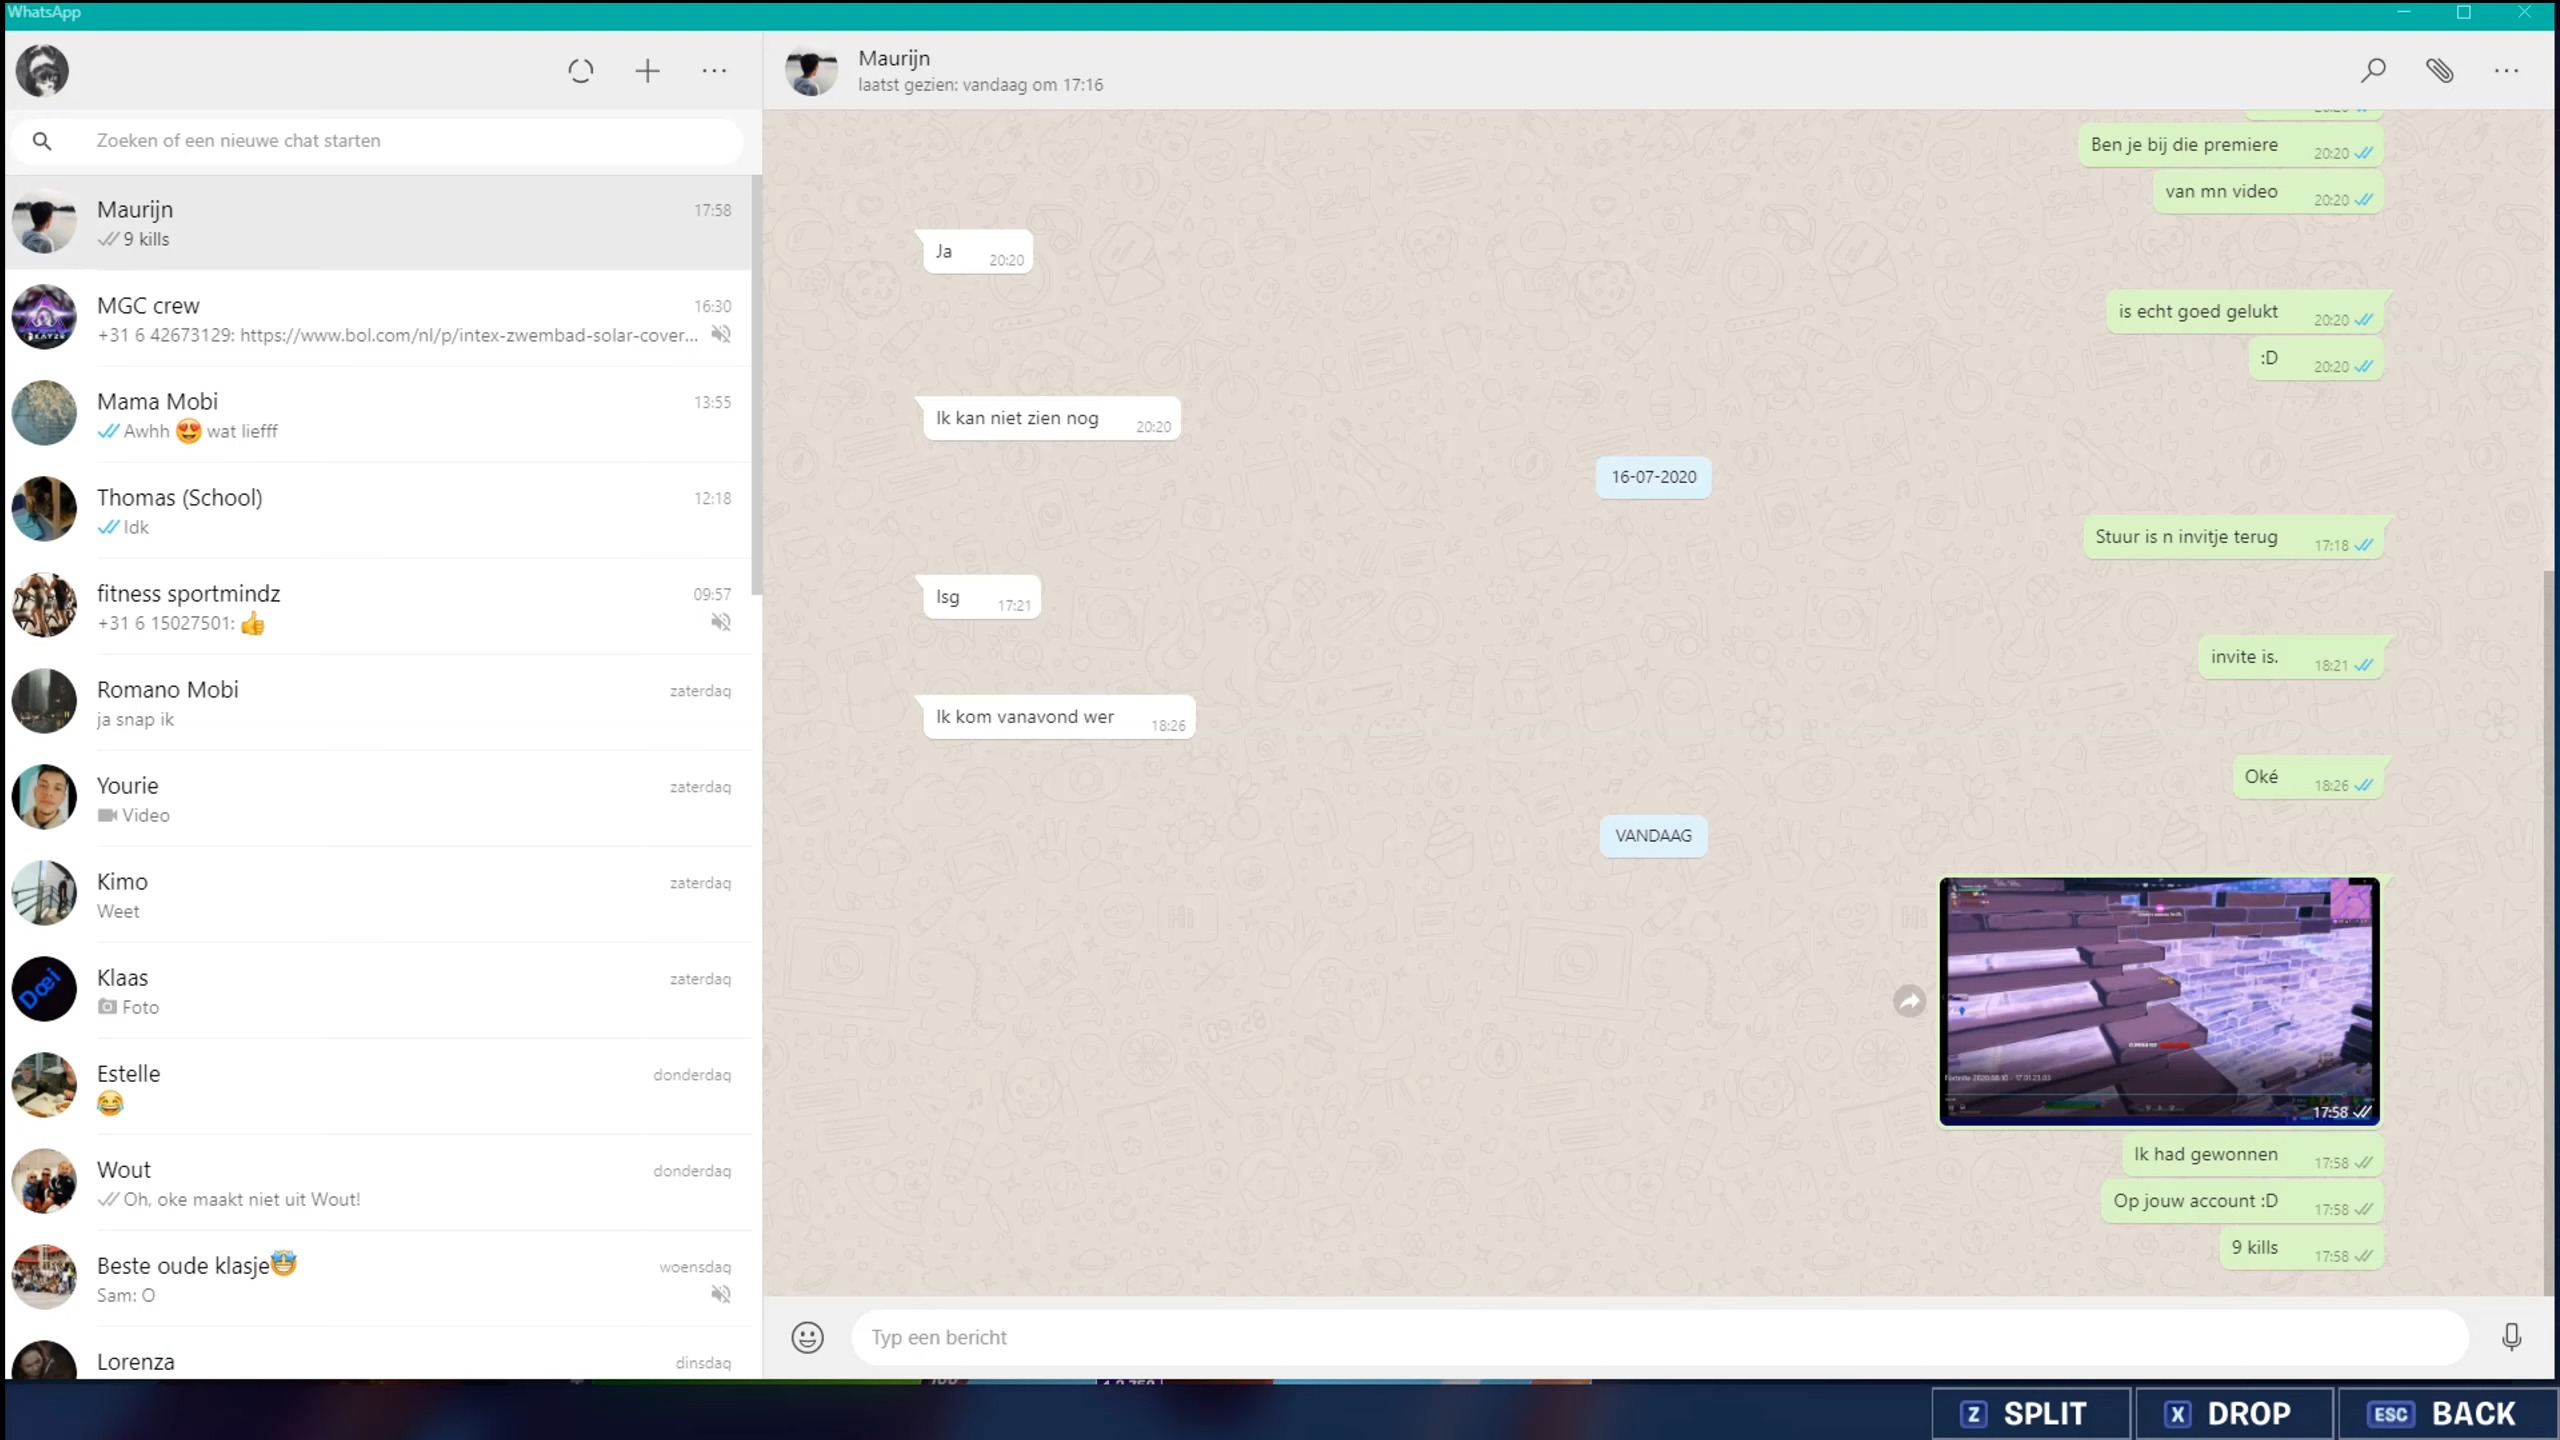 WhatsApp
Zoeken of een nieuwe chat starten
Maurijn
17:58
9 kills
MGC crew
16:30
+31 6 42673129: https://www.bol.com/nl/p/intex-zwembad-solar-cover...
Mama Mobi
13:55
Awhh 😍 wat liefff
Thomas (School)
12:18
Idk
fitness sportmindz
09:57
+31 6 15027501: 👍
Romano Mobi
zaterdag
ja snap ik
Yourie
zaterdag
Video
Kimo
zaterdag
Weet
Klaas
zaterdag
Doei
Foto
Estelle
donderdag
😂
Wout
donderdag
Oh, oke maakt niet uit Wout!
Beste oude klasje🤩
woensdag
Sam: O
Lorenza
dinsdag
Maurijn
laatst gezien: vandaag om 17:16
Ben je bij die premiere 20:20
van mn video 20:20
Ja 20:20
is echt goed gelukt 20:20
:D 20:20
Ik kan niet zien nog 20:20
16-07-2020
Stuur is n invitje terug 17:18
Isg 17:21
invite is. 18:21
Ik kom vanavond wer 18:26
Oké 18:26
VANDAAG
17:58
Ik had gewonnen 17:58
Op jouw account :D 17:58
9 kills 17:58
Typ een bericht
Z SPLIT
X DROP
ESC BACK